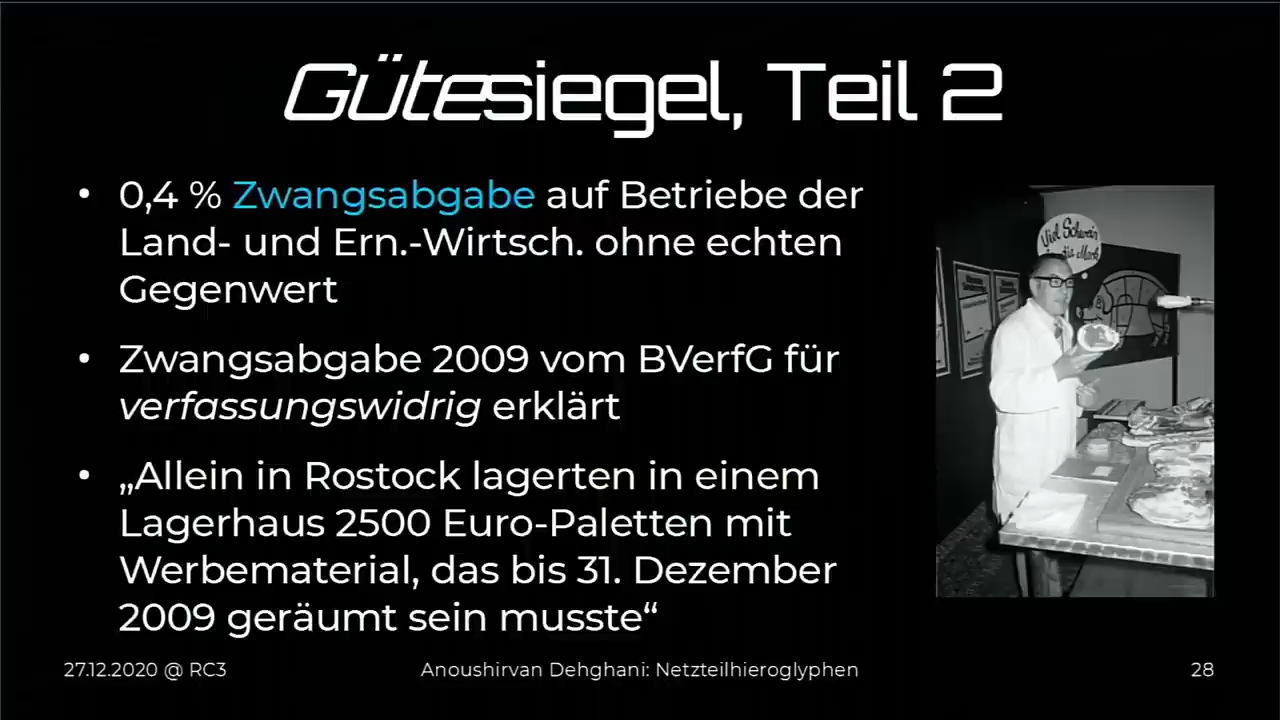 Gütesiegel, Teil 2
• 0,4 % Zwangsabgabe auf Betriebe der
Land- und Ern.-Wirtsch. ohne echten
Gegenwert
• Zwangsabgabe 2009 vom BVerfG für
verfassungswidrig erklärt
• „Allein in Rostock lagerten in einem
Lagerhaus 2500 Euro-Paletten mit
Werbematerial, das bis 31. Dezember
2009 geräumt sein musste“
Viel Schwein
27.12.2020 @ RC3
Anoushirvan Dehghani: Netzteilhieroglyphen
28